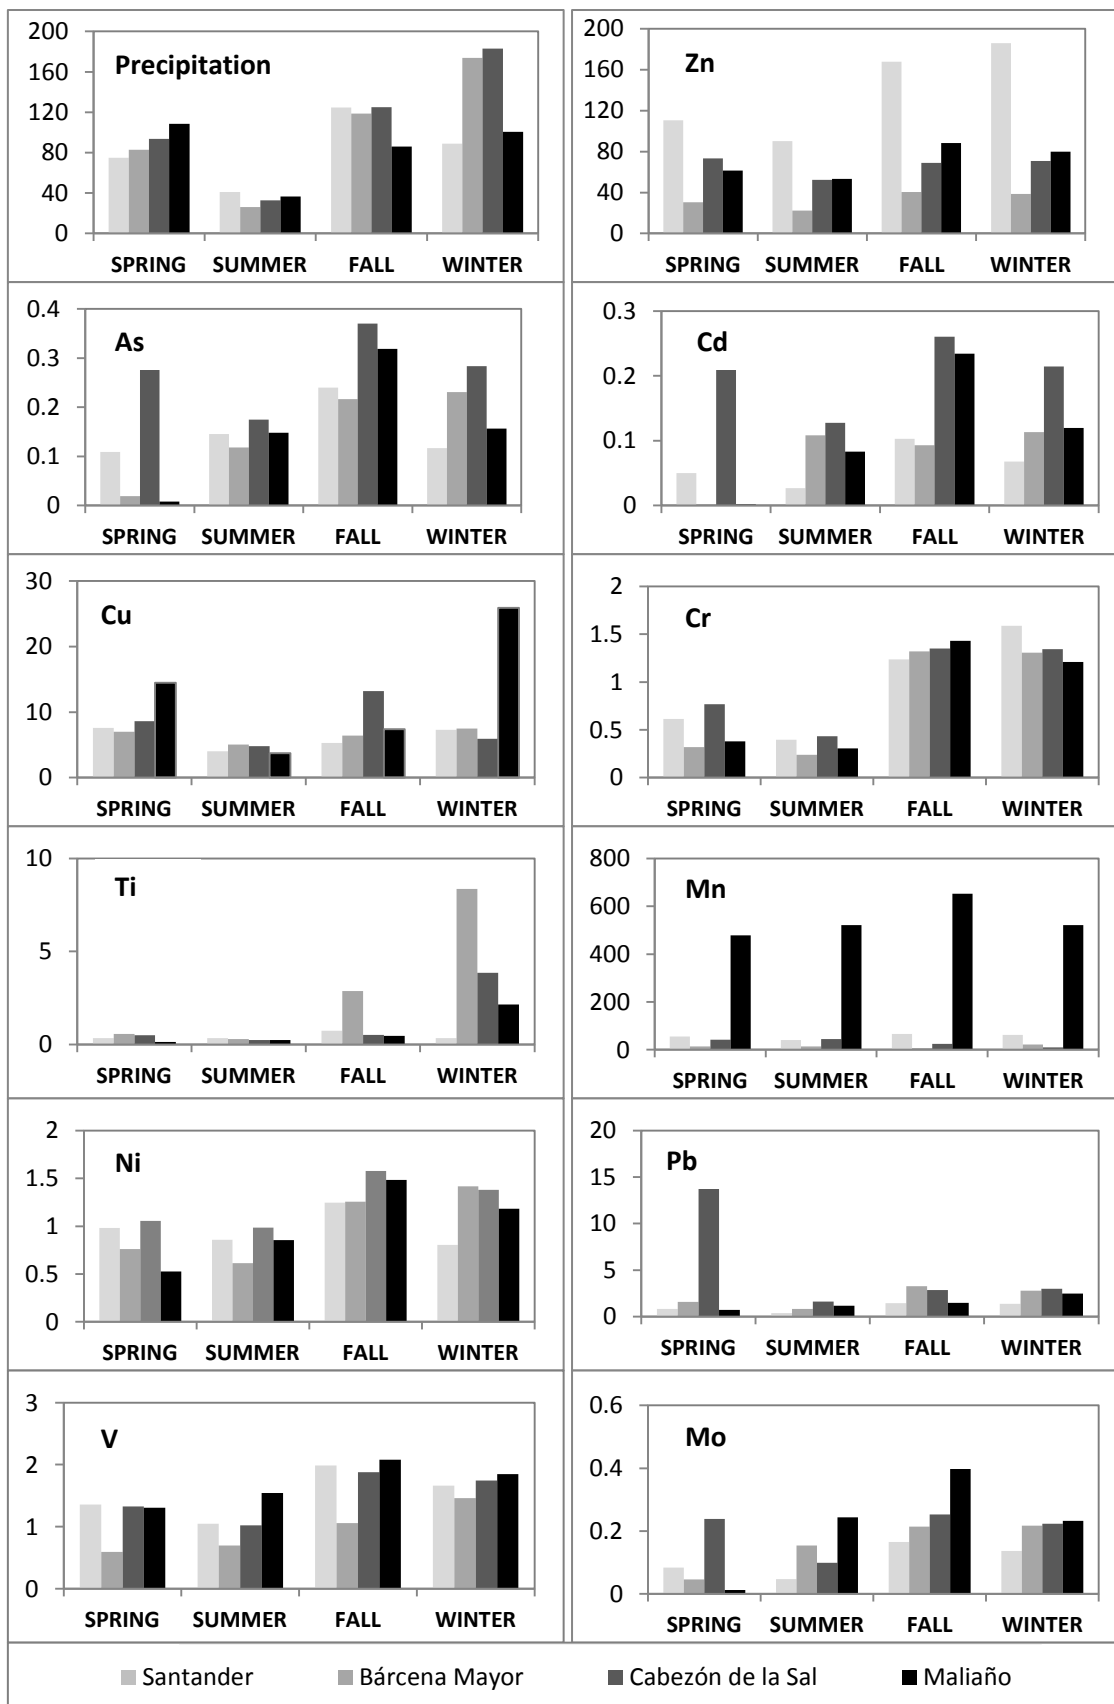 Precipitation
200
160
120
80
40
0
SPRING SUMMER FALL WINTER
Zn
200
160
120
80
40
0
SPRING SUMMER FALL WINTER
As
0.4
0.3
0.2
0.1
0
SPRING SUMMER FALL WINTER
Cd
0.3
0.2
0.1
0
SPRING SUMMER FALL WINTER
Cu
30
20
10
0
SPRING SUMMER FALL WINTER
Cr
2
1.5
1
0.5
0
SPRING SUMMER FALL WINTER
Ti
10
5
0
SPRING SUMMER FALL WINTER
Mn
800
600
400
200
0
SPRING SUMMER FALL WINTER
Ni
2
1.5
1
0.5
0
SPRING SUMMER FALL WINTER
Pb
20
15
10
5
0
SPRING SUMMER FALL WINTER
V
3
2
1
0
SPRING SUMMER FALL WINTER
Mo
0.6
0.4
0.2
0
SPRING SUMMER FALL WINTER
Santander Bárcena Mayor Cabezón de la Sal Maliaño